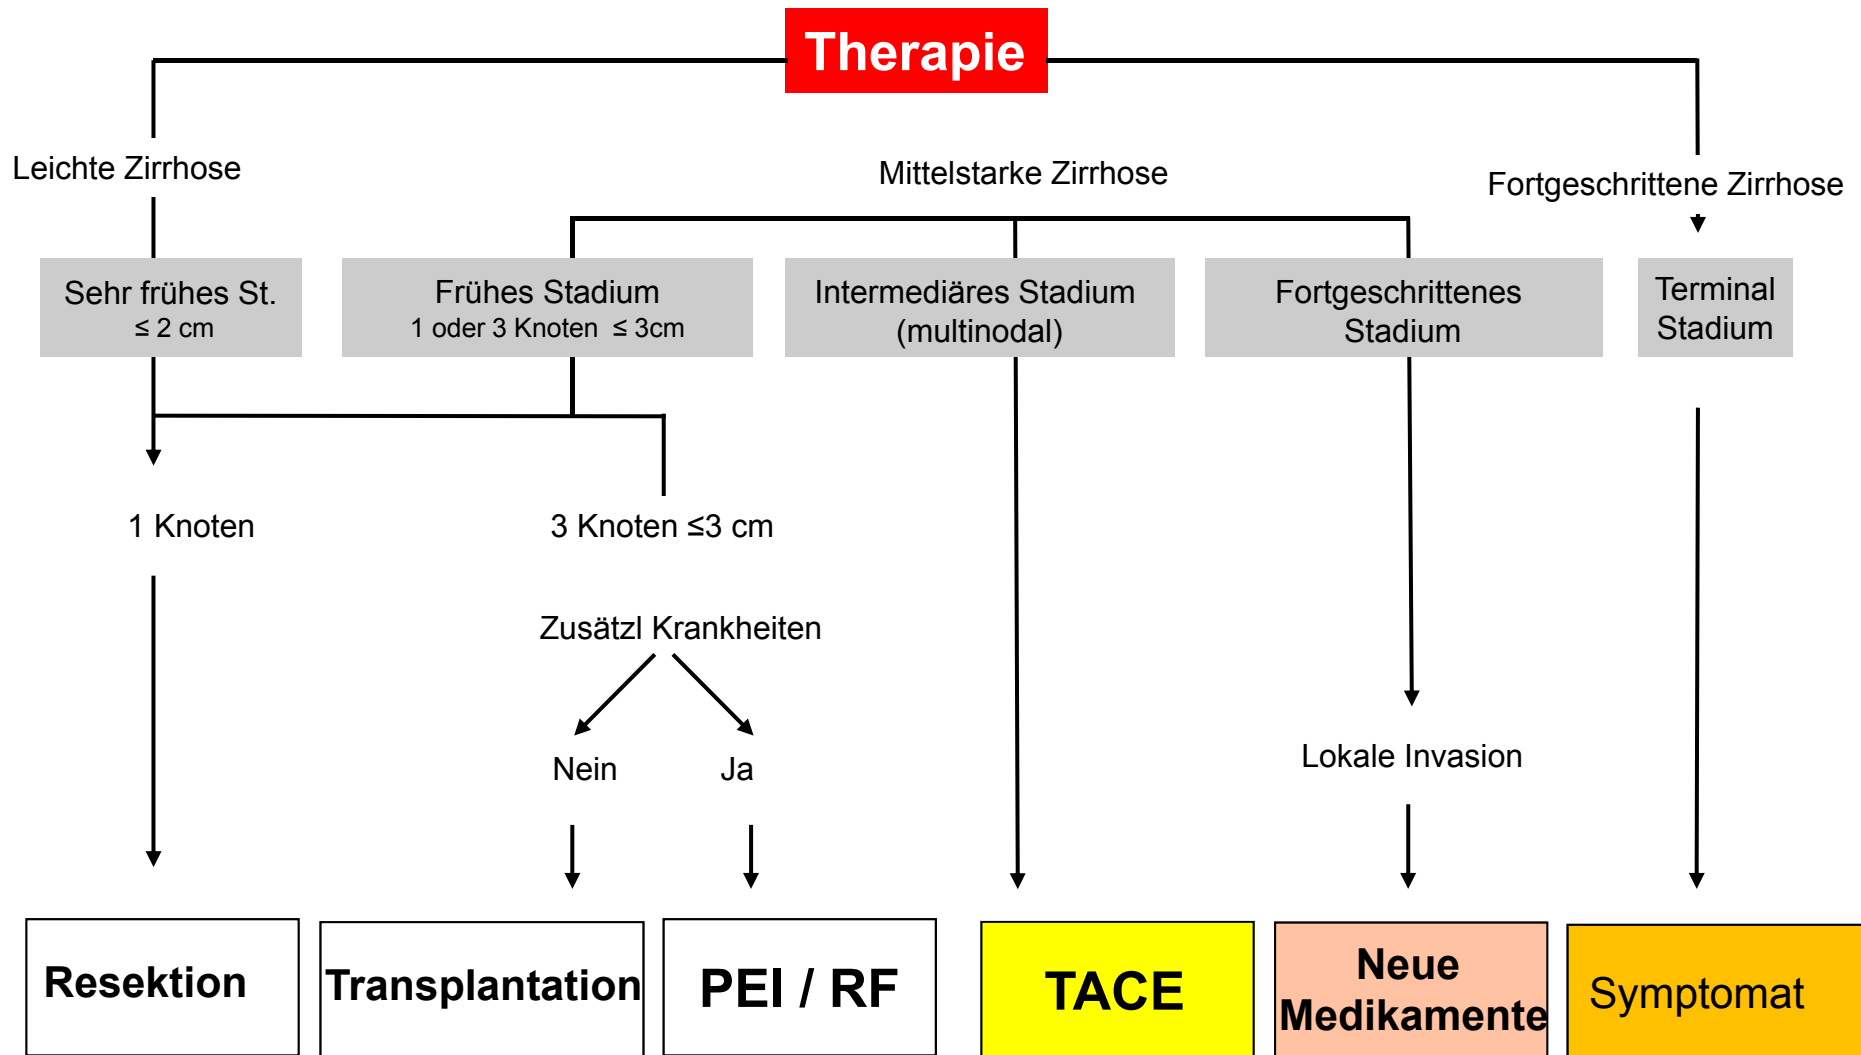 Therapie
Leichte Zirrhose
Mittelstarke Zirrhose
Fortgeschrittene Zirrhose
Sehr frühes St.
≤ 2 cm
Frühes Stadium
1 oder 3 Knoten ≤ 3cm
Intermediäres Stadium
(multinodal)
Fortgeschrittenes
Stadium
Terminal
Stadium
1 Knoten
3 Knoten ≤3 cm
Zusätzl Krankheiten
Nein
Ja
Lokale Invasion
Resektion
Transplantation
PEI / RF
TACE
Neue
Medikamente
Symptomat